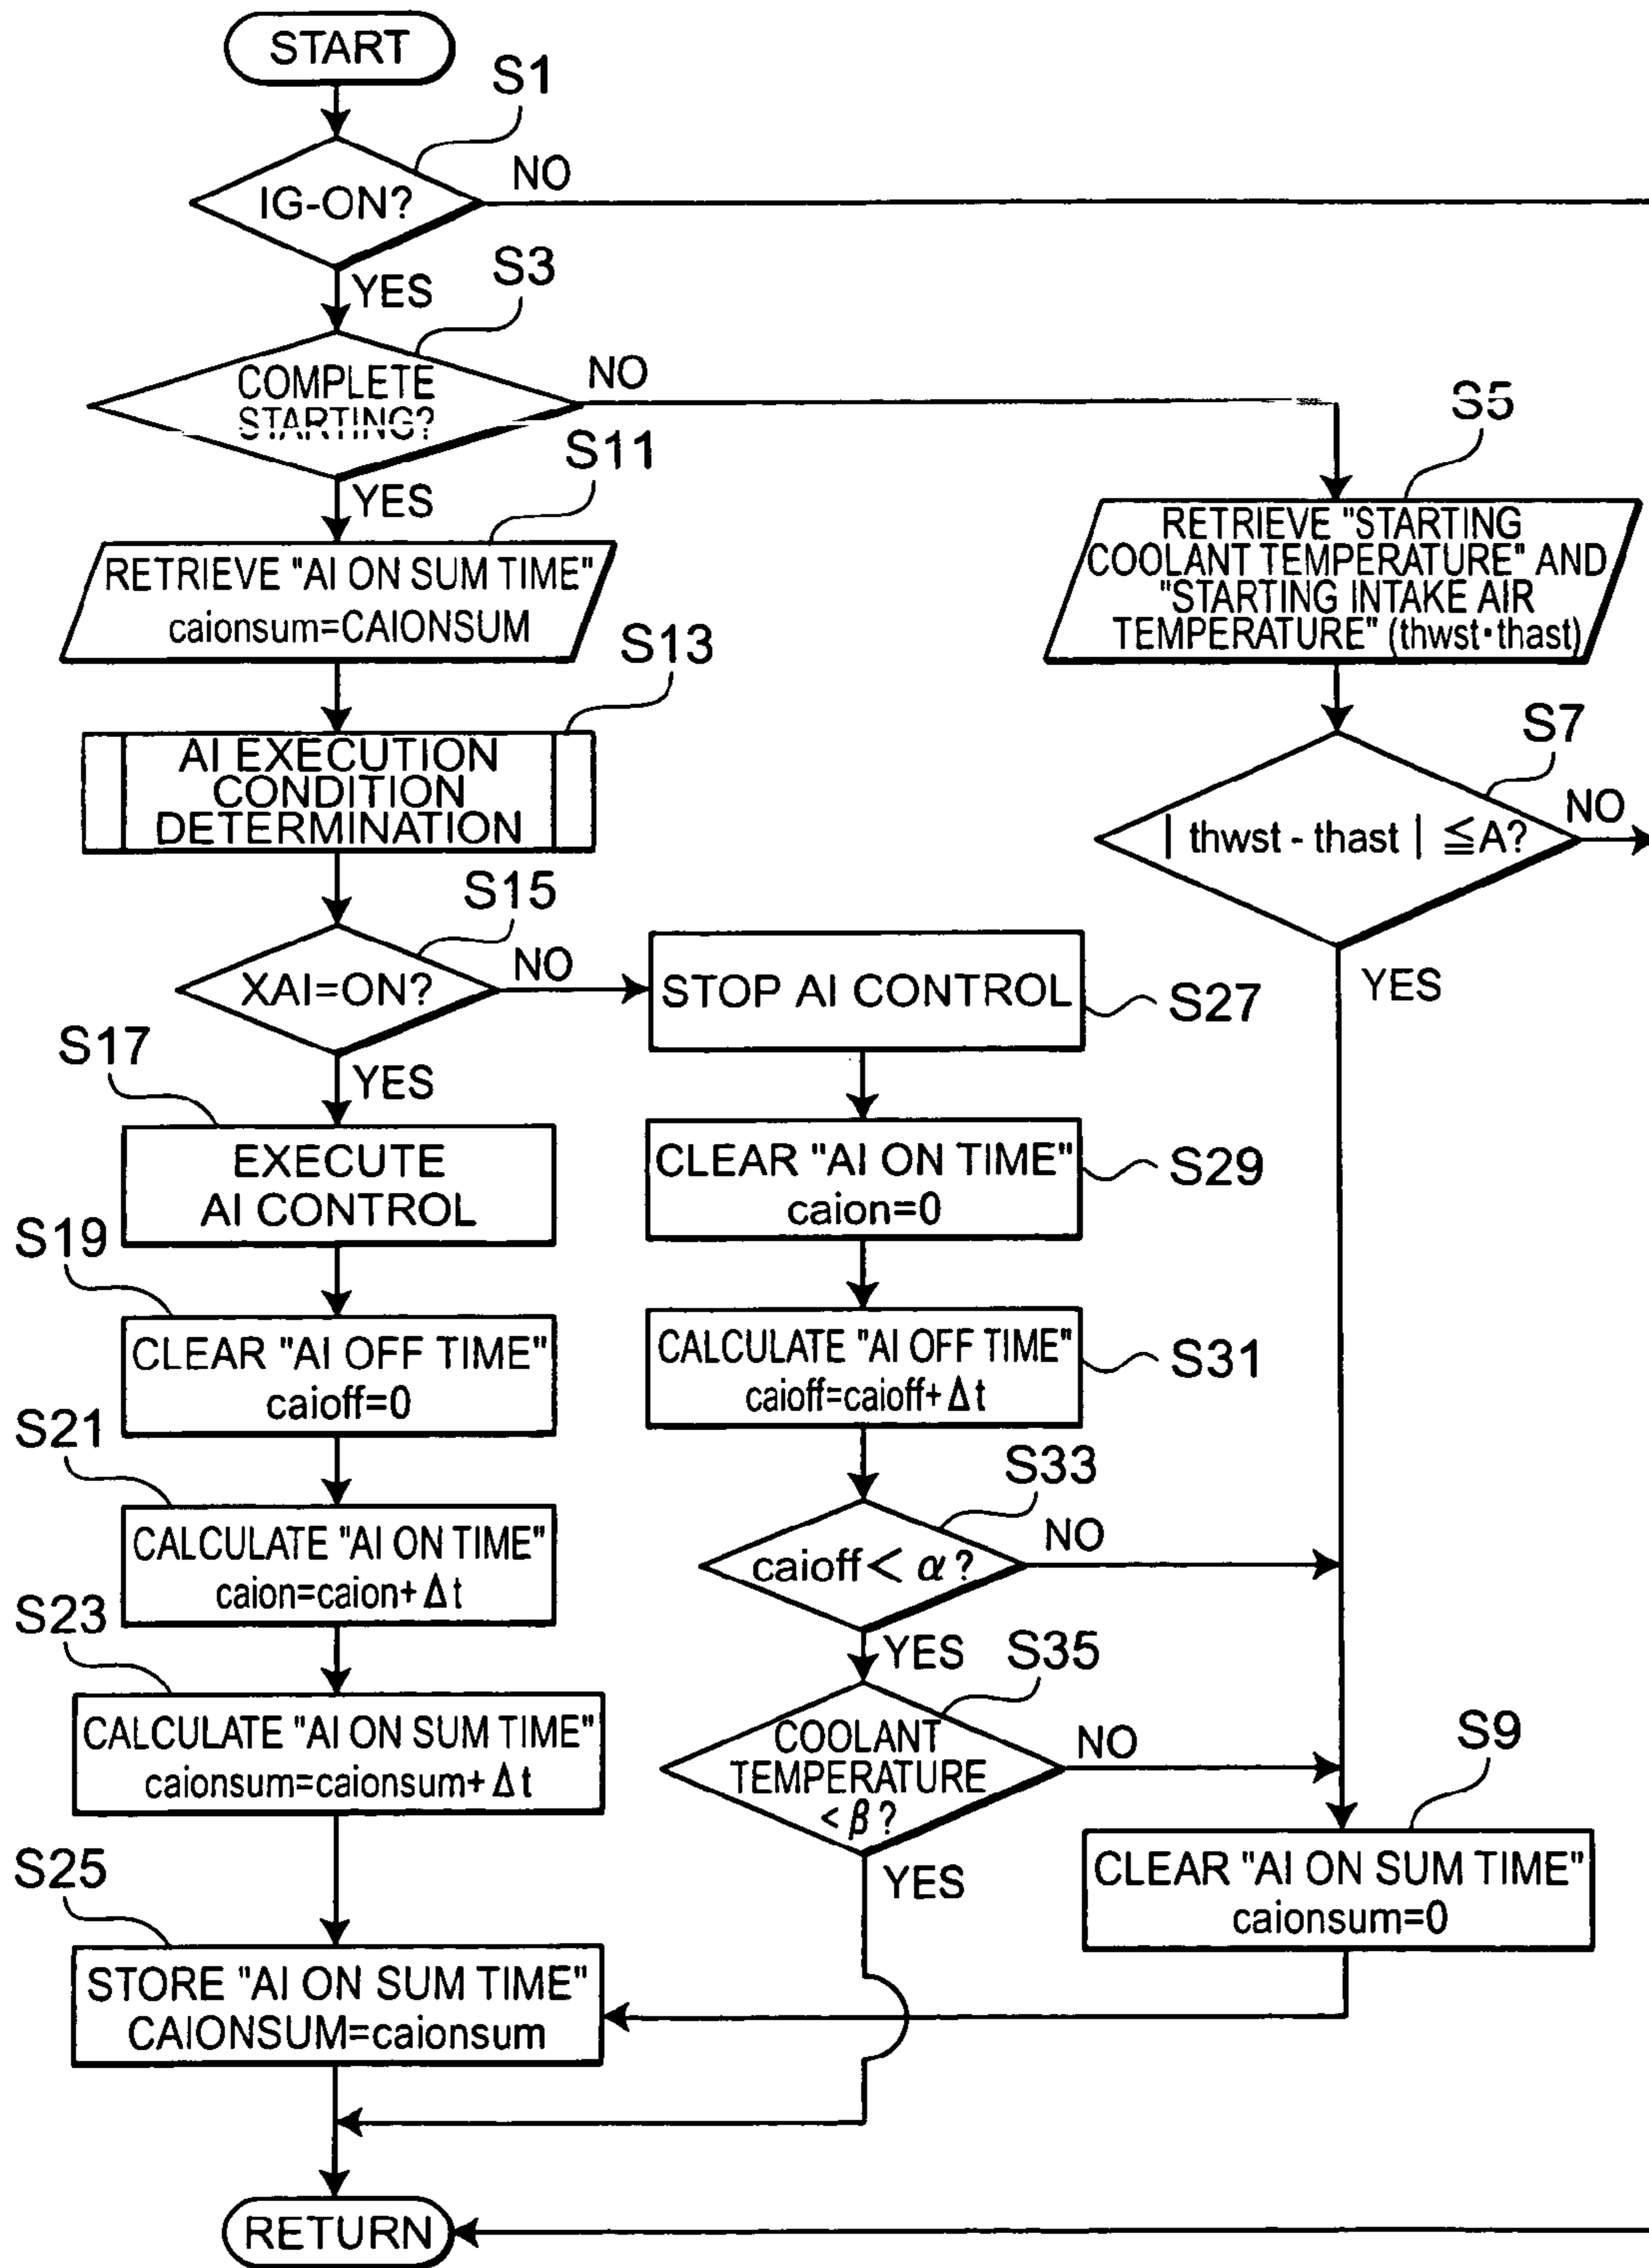 START
S1
IG-ON?
NO
YES
S3
COMPLETE
STARTING?
NO
YES
S5
RETRIEVE "STARTING
COOLANT TEMPERATURE" AND
"STARTING INTAKE AIR
TEMPERATURE" (thwst・thast)
S11
RETRIEVE "AI ON SUM TIME"
caionsum=CAIONSUM
S13
AI EXECUTION
CONDITION
DETERMINATION
S7
| thwst - thast | ≦A?
NO
YES
S15
XAI=ON?
NO
YES
STOP AI CONTROL
S27
S17
EXECUTE
AI CONTROL
CLEAR "AI ON TIME"
caion=0
S29
S19
CLEAR "AI OFF TIME"
caioff=0
CALCULATE "AI OFF TIME"
caioff=caioff+Δt
S31
S21
CALCULATE "AI ON TIME"
caion=caion+Δt
S33
caioff< α?
NO
YES
S23
CALCULATE "AI ON SUM TIME"
caionsum=caionsum+Δt
S35
COOLANT
TEMPERATURE
<β?
NO
YES
S9
CLEAR "AI ON SUM TIME"
caionsum=0
S25
STORE "AI ON SUM TIME"
CAIONSUM=caionsum
RETURN